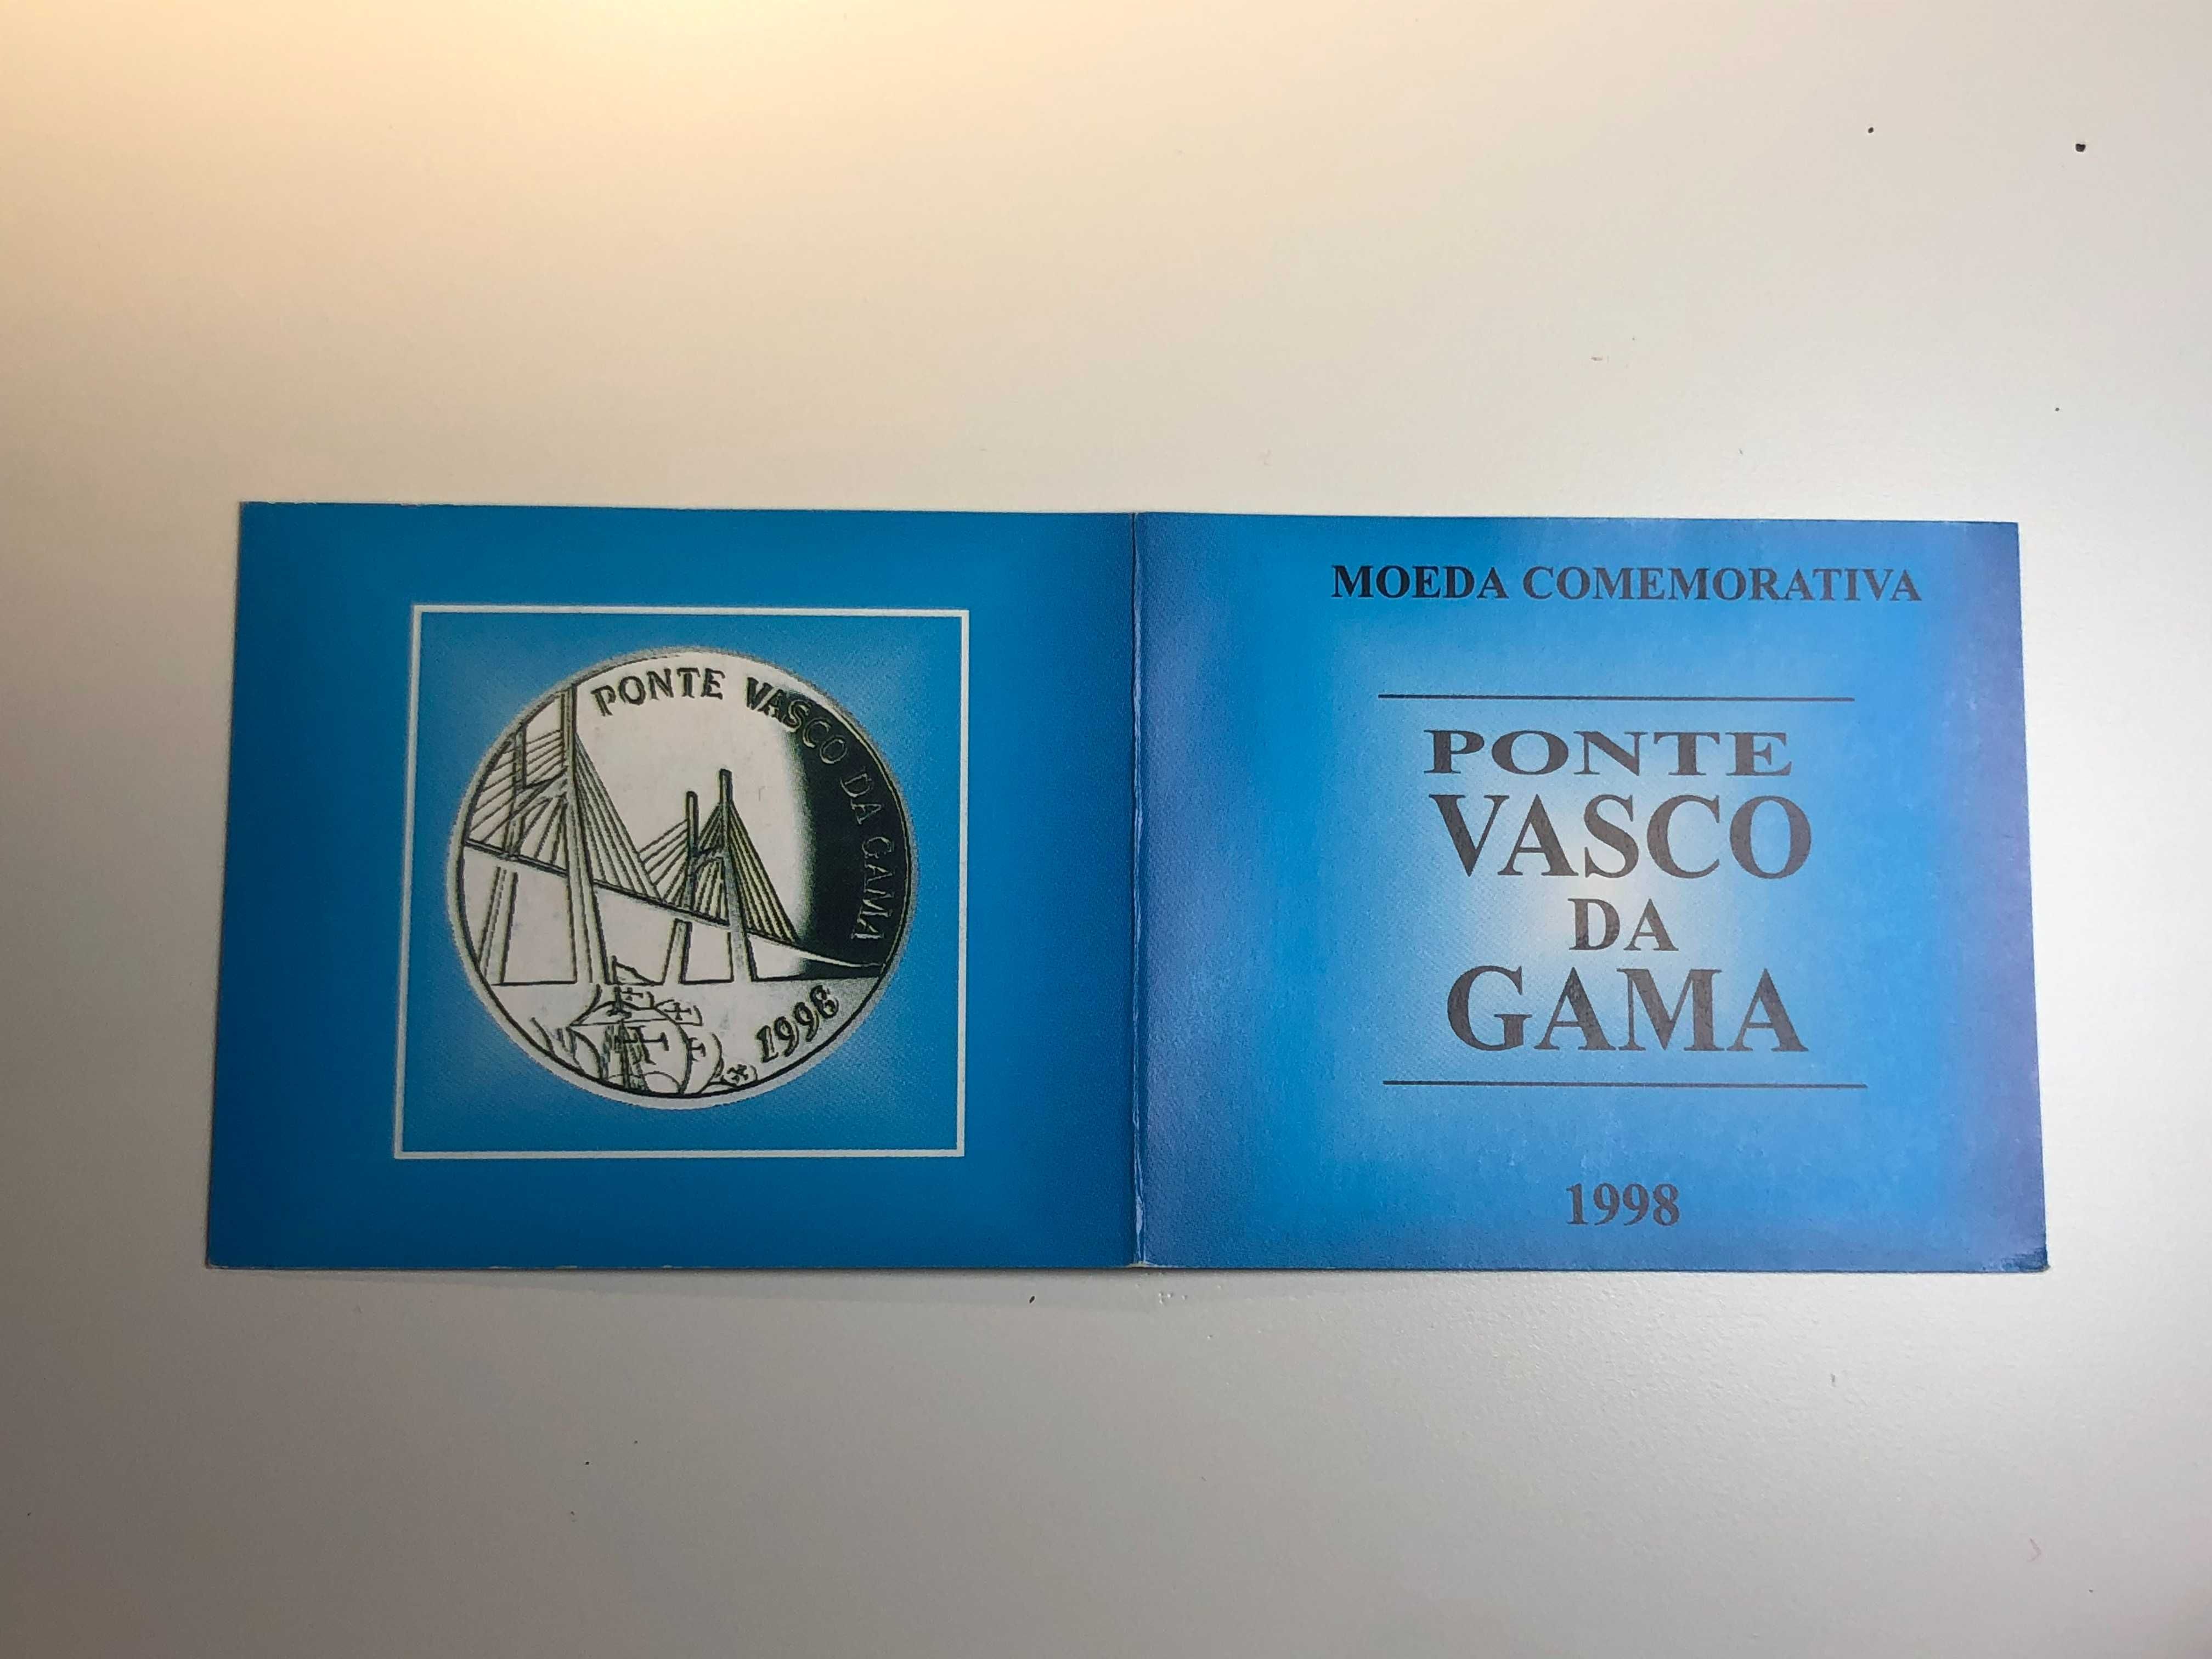 PONTE VASCO DA GAMA
1998
MOEDA COMEMORATIVA
PONTE
VASCO
DA
GAMA
1998